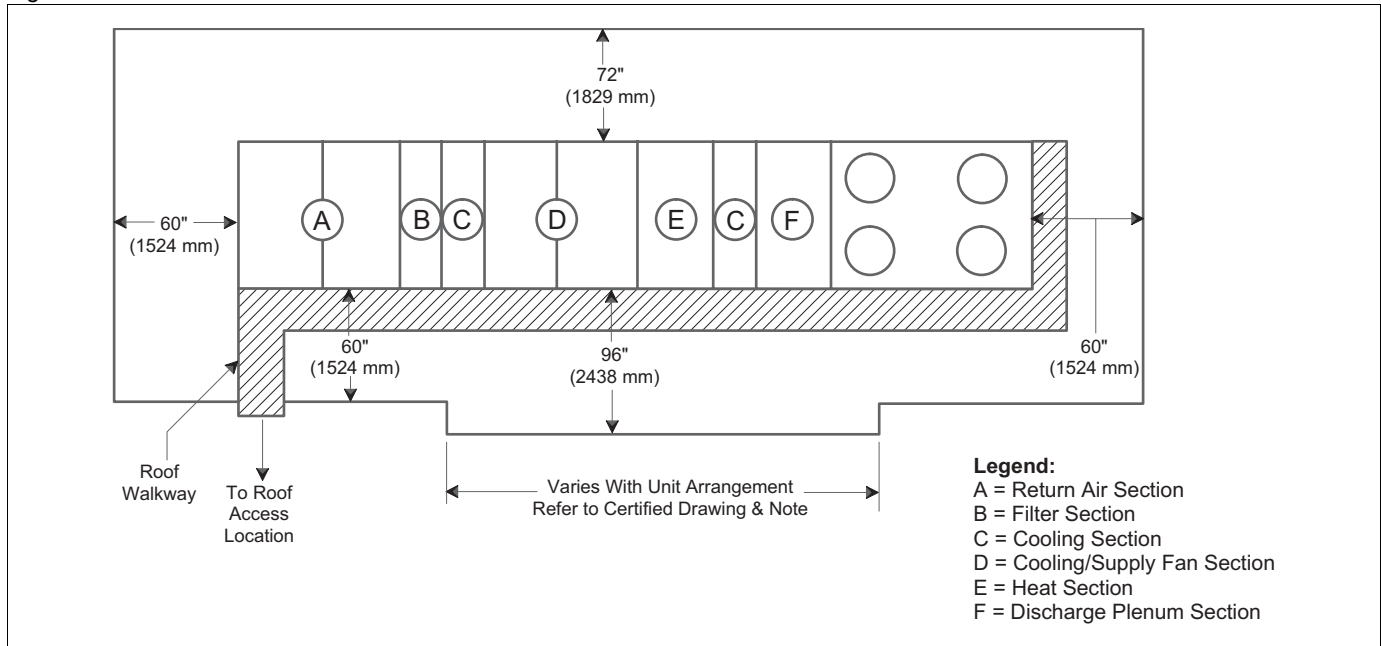 72"
(1829 mm)
60"
(1524 mm)
A
B
C
D
E
C
F
60"
(1524 mm)
96"
(2438 mm)
60"
(1524 mm)
Roof
Walkway
To Roof
Access
Location
Varies With Unit Arrangement
Refer to Certified Drawing & Note
Legend:
A = Return Air Section
B = Filter Section
C = Cooling Section
D = Cooling/Supply Fan Section
E = Heat Section
F = Discharge Plenum Section